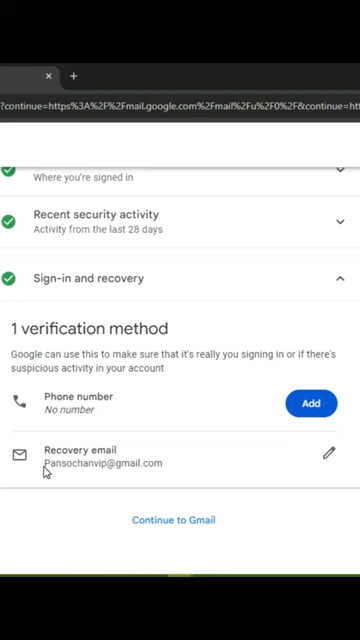 ?continue=https%3A%2F%2Fmail.google.com%2Fmail%2Fu%2F0%2F&continue=ht
Where you're signed in
Recent security activity
Activity from the last 28 days
Sign-in and recovery
1 verification method
Google can use this to make sure that it's really you signing in or if there's
suspicious activity in your account
Phone number
No number
Add
Recovery email
Pansochanvip@gmail.com
Continue to Gmail